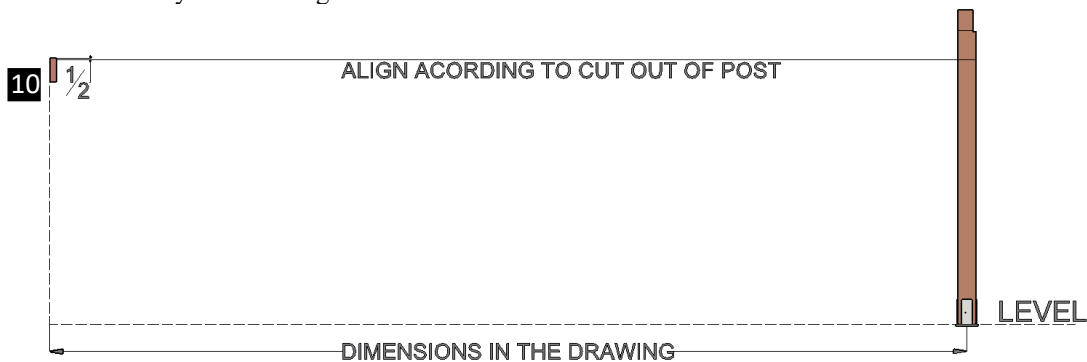 10
1/2
ALIGN ACORDING TO CUT OUT OF POST
LEVEL
DIMENSIONS IN THE DRAWING